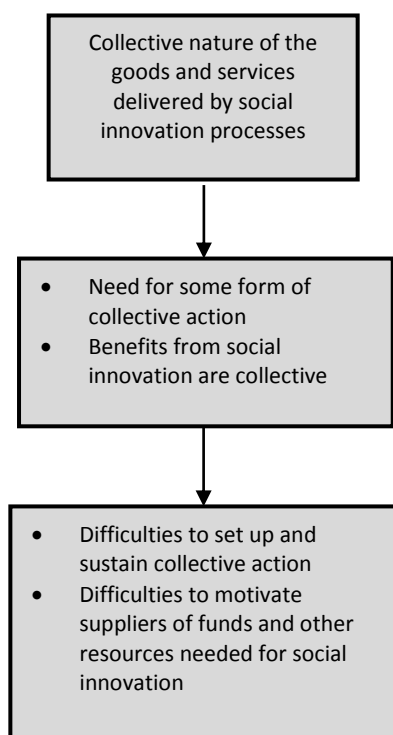 Collective nature of the
goods and services
delivered by social
innovation processes
• Need for some form of
collective action
• Benefits from social
innovation are collective
• Difficulties to set up and
sustain collective action
• Difficulties to motivate
suppliers of funds and other
resources needed for social
innovation